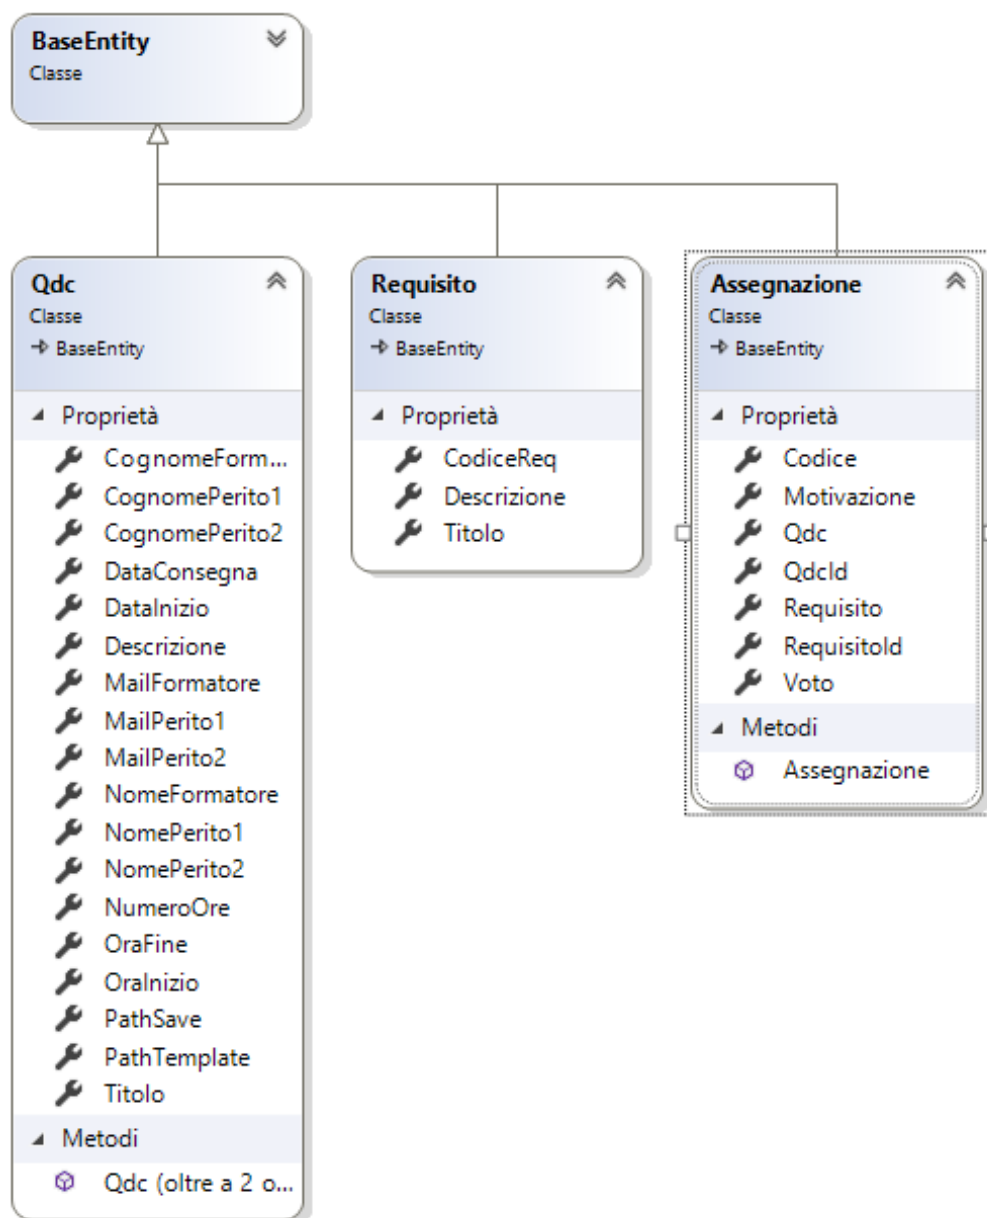 BaseEntity
Classe
Qdc
Classe
BaseEntity
Proprietà
CognomeForm...
CognomePerito1
CognomePerito2
DataConsegna
DataInizio
Descrizione
MailFormatore
MailPerito1
MailPerito2
NomeFormatore
NomePerito1
NomePerito2
NumeroOre
OraFine
OraInizio
PathSave
PathTemplate
Titolo
Metodi
Qdc (oltre a 2 o...
Requisito
Classe
BaseEntity
Proprietà
CodiceReq
Descrizione
Titolo
Assegnazione
Classe
BaseEntity
Proprietà
Codice
Motivazione
Qdc
QdcId
Requisito
RequisitoId
Voto
Metodi
Assegnazione